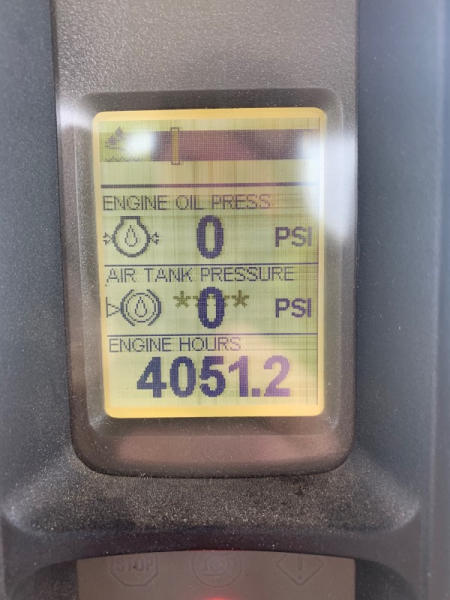 ENGINE OIL PRESS
0 PSI
AIR TANK PRESSURE
*0* PSI
ENGINE HOURS
4051.2
STOP